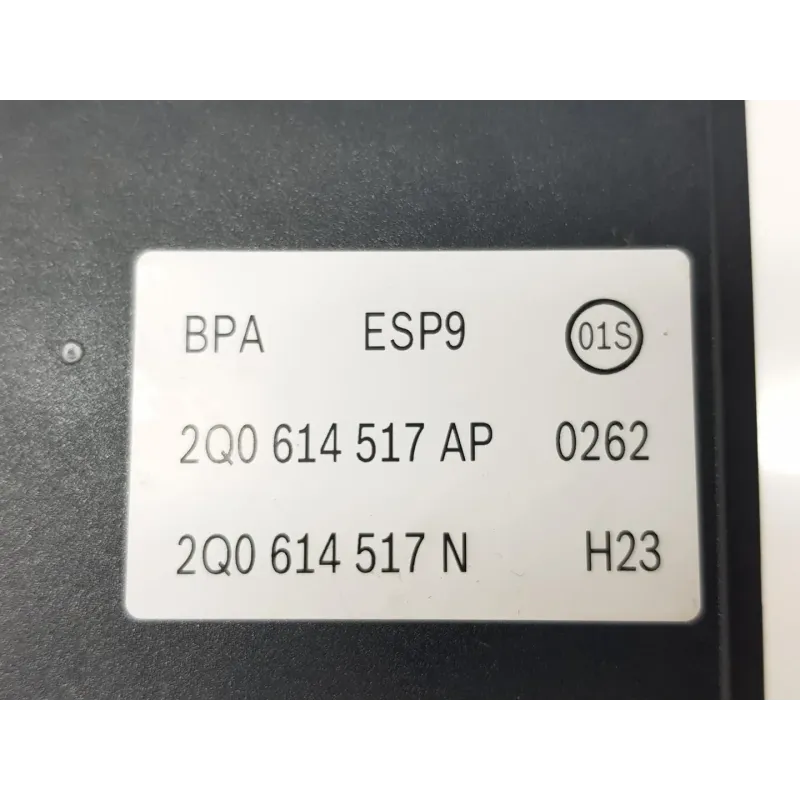 BPA ESP9 01S
2Q0 614 517 AP 0262
2Q0 614 517 N H23